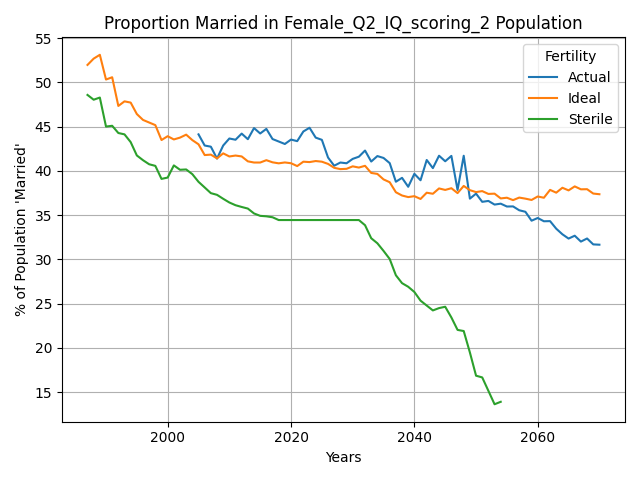 Proportion Married in Female_Q2_IQ_scoring_2 Population
% of Population 'Married'
55
50
45
40
35
30
25
20
15
Fertility
Actual
Ideal
Sterile
2000 2020 2040 2060
Years